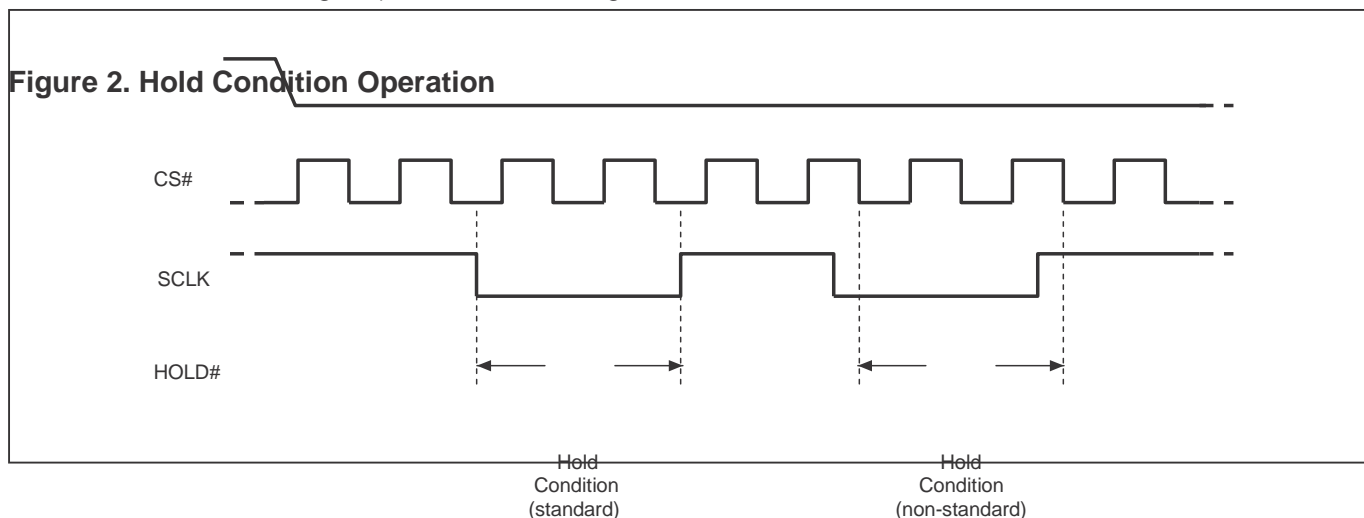 Figure 2. Hold Condition Operation
CS#
SCLK
HOLD#
Hold
Condition
(standard)
Hold
Condition
(non-standard)